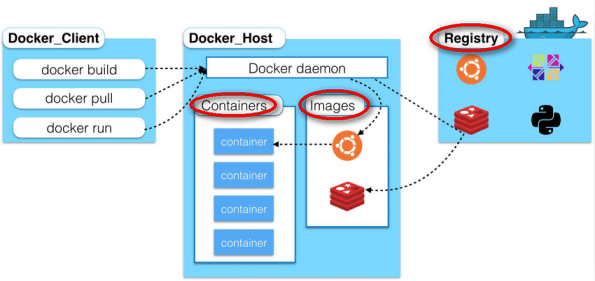 Docker_Client
docker build
docker pull
docker run
Docker_Host
Docker daemon
Containers
container
container
container
container
Images
Registry